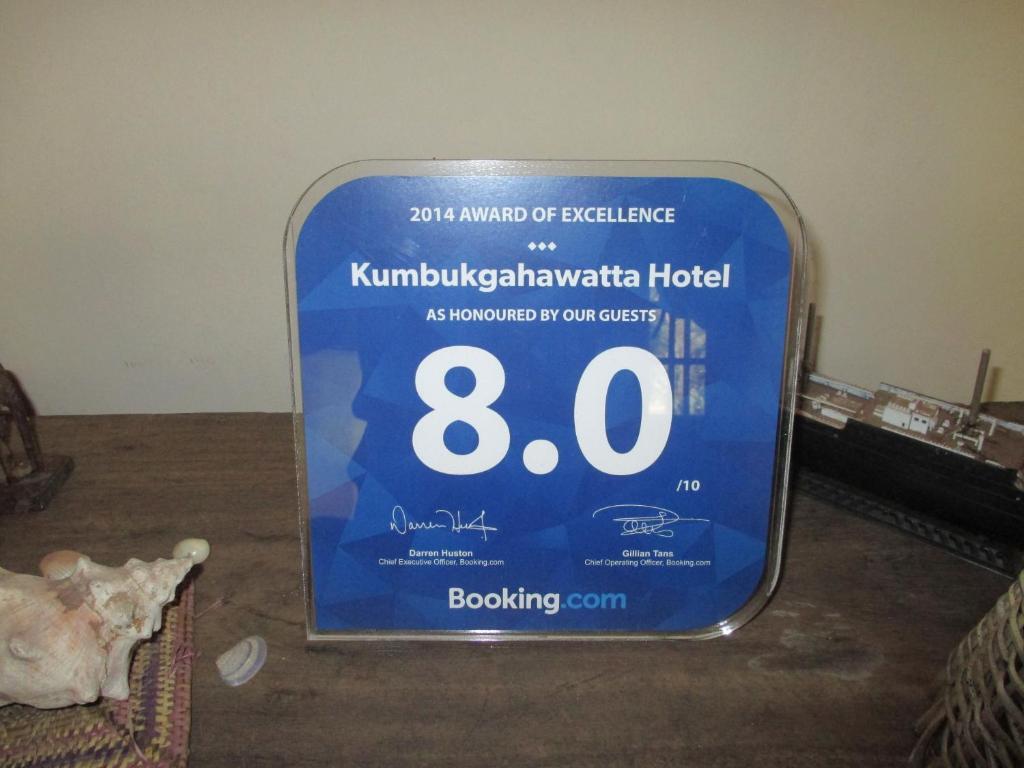 2014 AWARD OF EXCELLENCE
Kumbukgahawatta Hotel
AS HONOURED BY OUR GUESTS
8.0
/10
Darren Huston
Chief Executive Officer, Booking.com
Gillian Tans
Chief Operating Officer, Booking.com
Booking.com